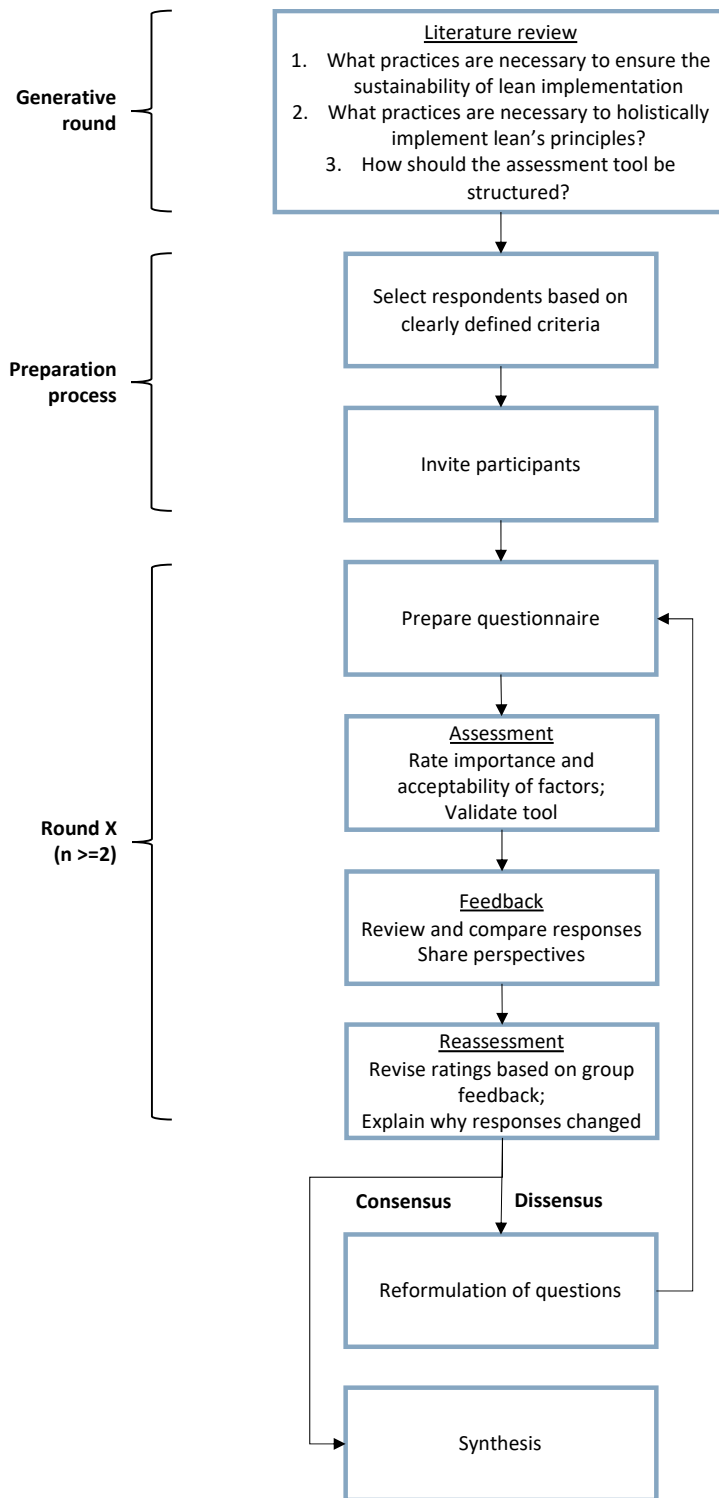 Literature review
1. What practices are necessary to ensure the
sustainability of lean implementation
2. What practices are necessary to holistically
implement lean's principles?
3. How should the assessment tool be
structured?
Generative
round
Select respondents based on
clearly defined criteria
Preparation
process
Invite participants
Prepare questionnaire
Assessment
Rate importance and
acceptability of factors;
Validate tool
Round X
(n >=2)
Feedback
Review and compare responses
Share perspectives
Reassessment
Revise ratings based on group
feedback;
Explain why responses changed
Consensus
Dissensus
Reformulation of questions
Synthesis